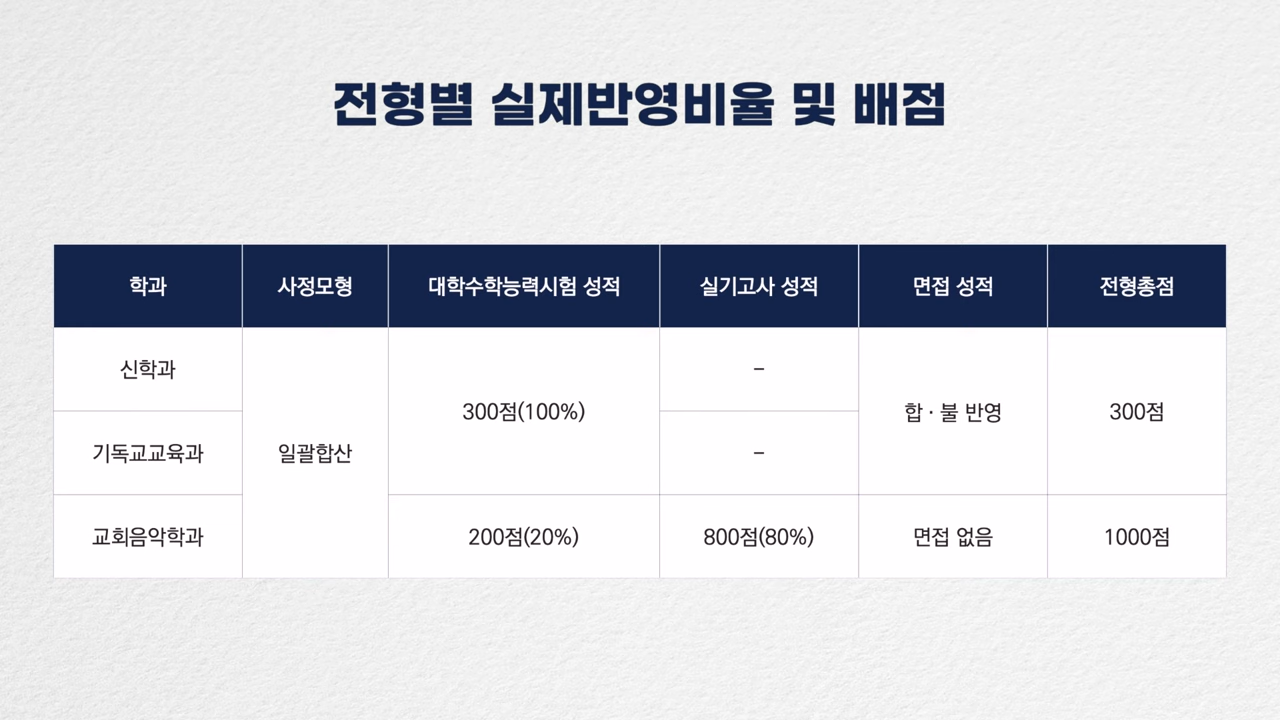 전형별 실제반영비율 및 배점
학과 사정모형 대학수학능력시험 성적 실기고사 성적 면접 성적 전형총점
신학과 –
300점(100%) 합 · 불 반영 300점
기독교교육과 일괄합산 –
교회음악학과 200점(20%) 800점(80%) 면접 없음 1000점